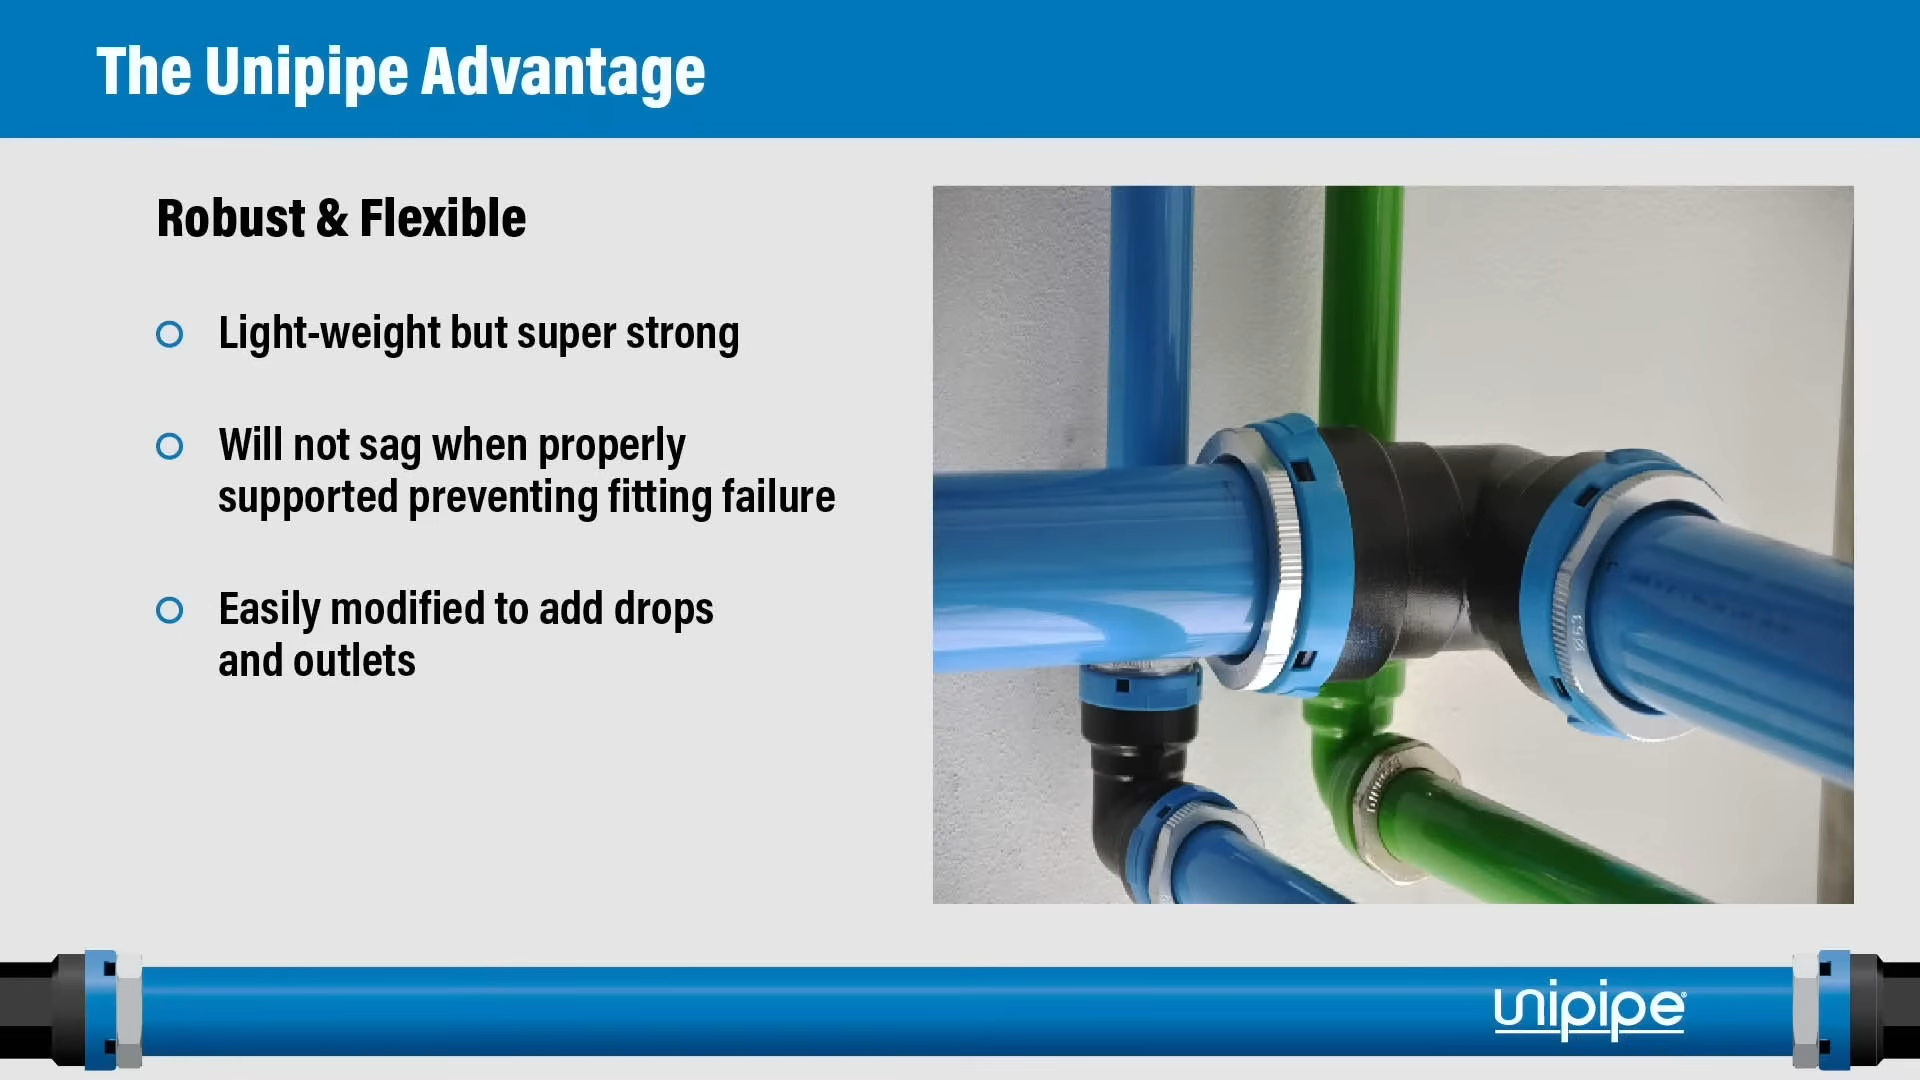 The Unipipe Advantage
Robust & Flexible
Light-weight but super strong
Will not sag when properly
supported preventing fitting failure
Easily modified to add drops
and outlets
Ø63
unipipe®